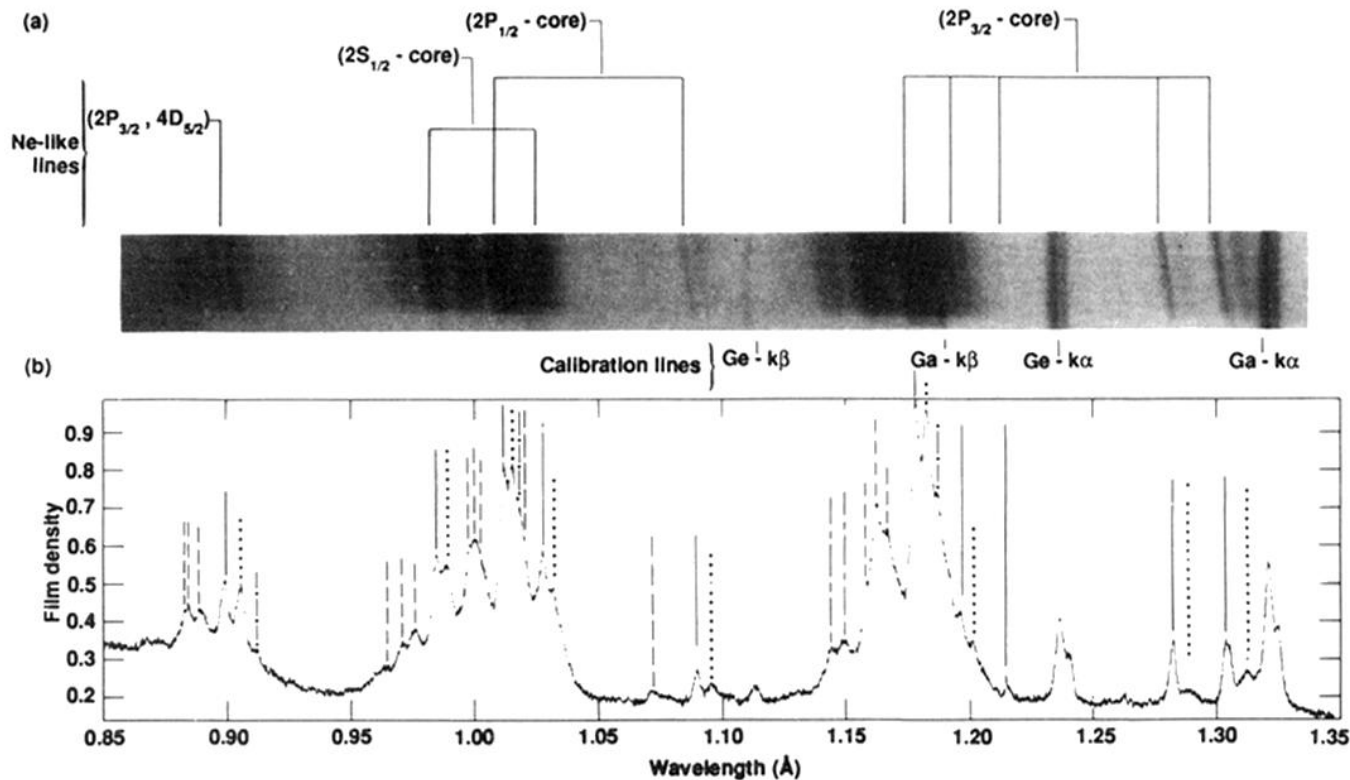 (a)
(2P1/2 - core)
(2P3/2 - core)
(2S1/2 - core)
(2P3/2 , 4D5/2)
Ne-like
lines
Calibration lines
Ge - kβ
Ga - kβ
Ge - kα
Ga - kα
(b)
Film density
0.9
0.8
0.7
0.6
0.5
0.4
0.3
0.2
0.85
0.90
0.95
1.00
1.05
1.10
1.15
1.20
1.25
1.30
1.35
Wavelength (Å)